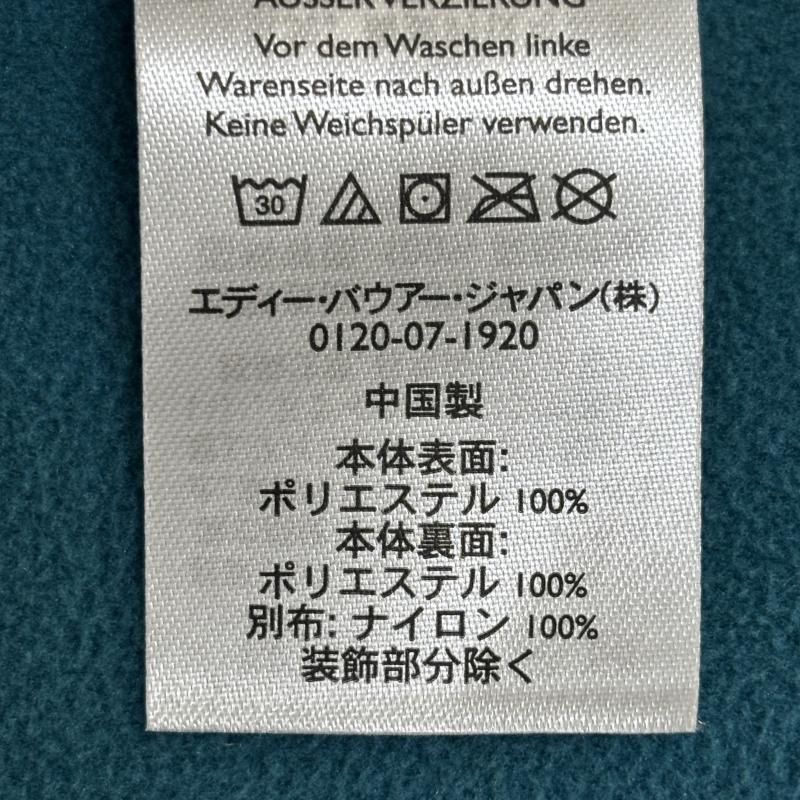 AUSSER VERZIERUNG
Vor dem Waschen linke
Warenseite nach außen drehen.
Keine Weichspüler verwenden.
30
エディー・バウアー・ジャパン(株)
0120-07-1920
中国製
本体表面:
ポリエステル 100%
本体裏面:
ポリエステル 100%
別布: ナイロン 100%
装飾部分除く